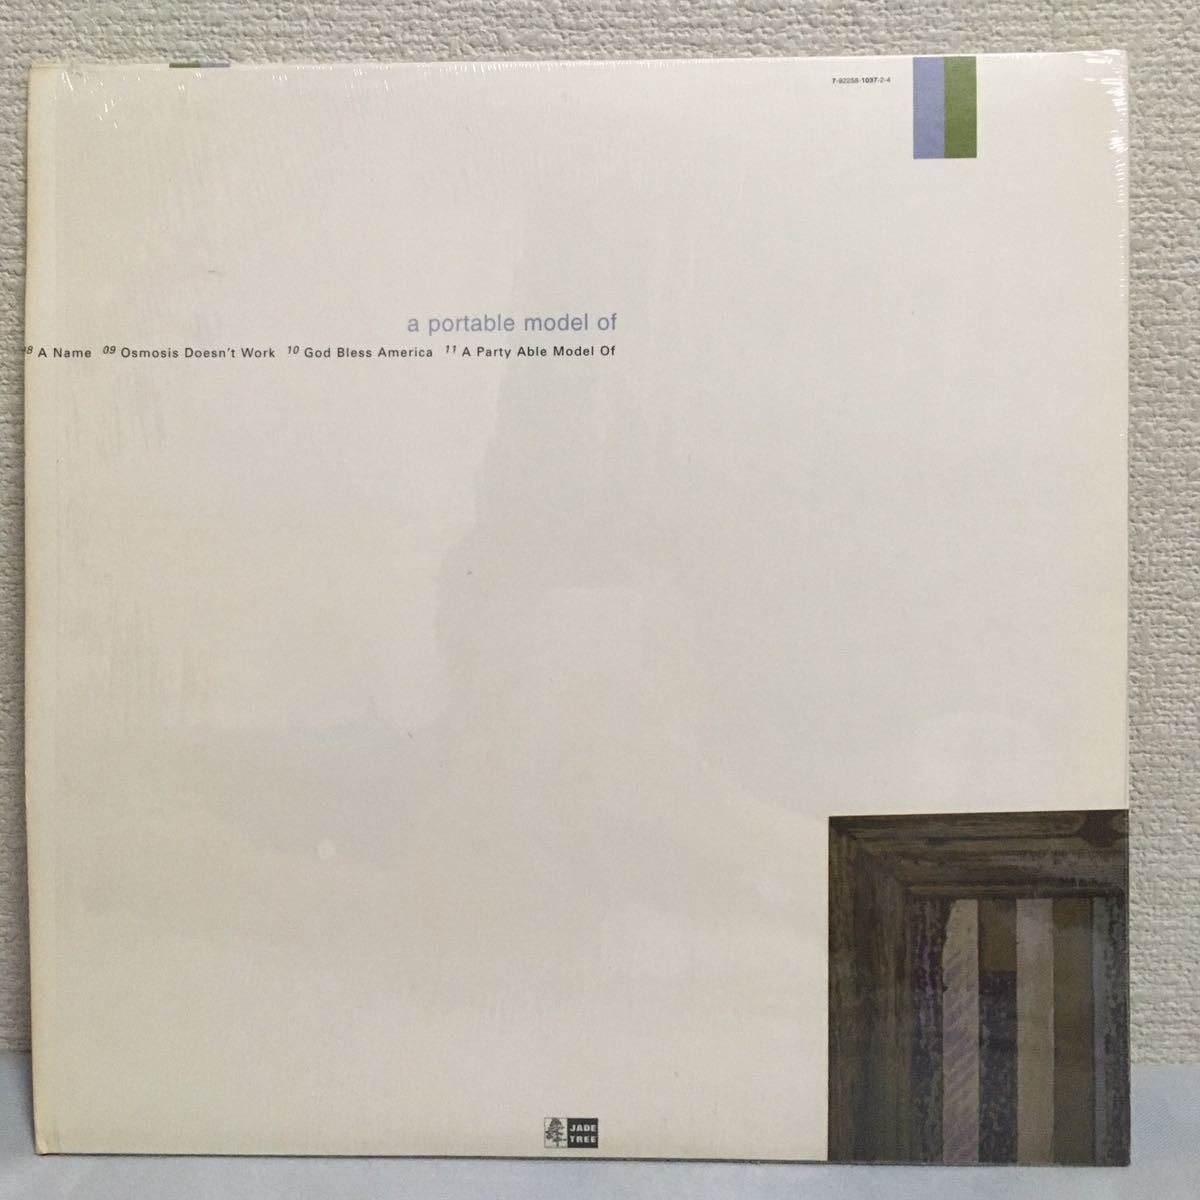 7-92258-1037-2-4
a portable model of
8 A Name 09 Osmosis Doesn't Work 10 God Bless America 11 A Party Able Model Of
JADE
TREE